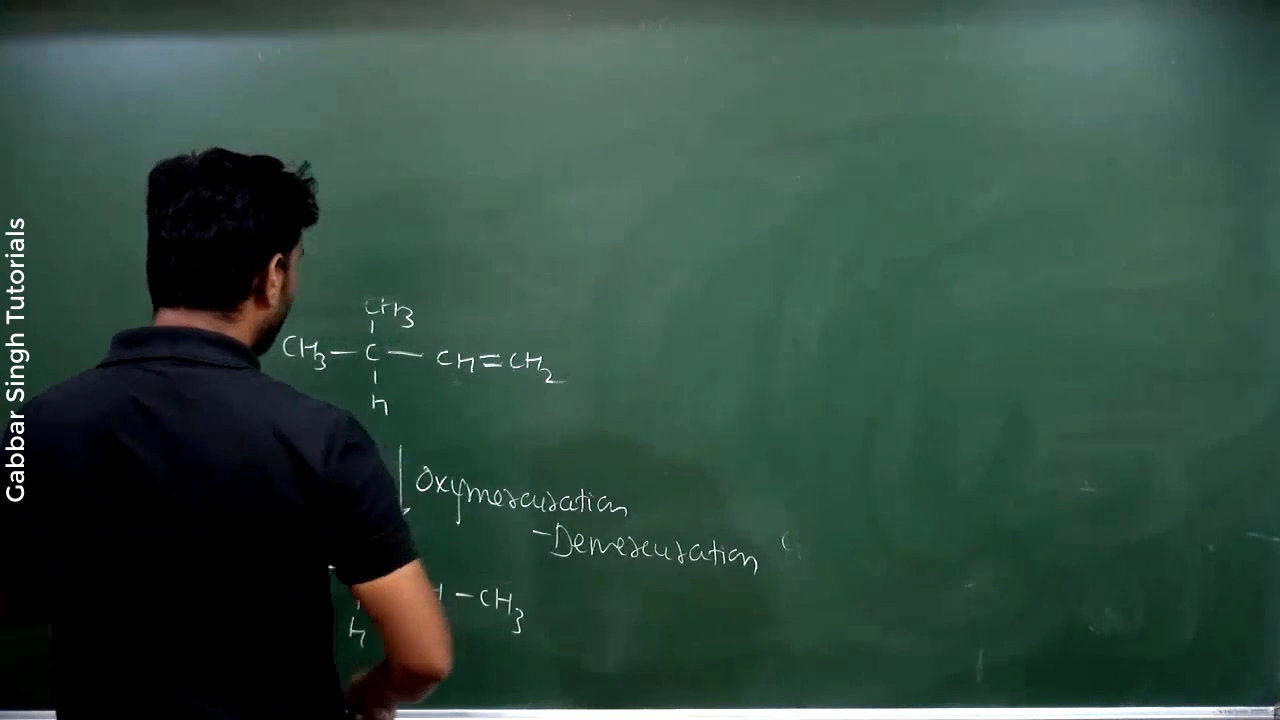 Gabbar Singh Tutorials
CH3
CH3 – C – CH = CH2
H
Oxymercuration
-Demercuration
H – CH3
H